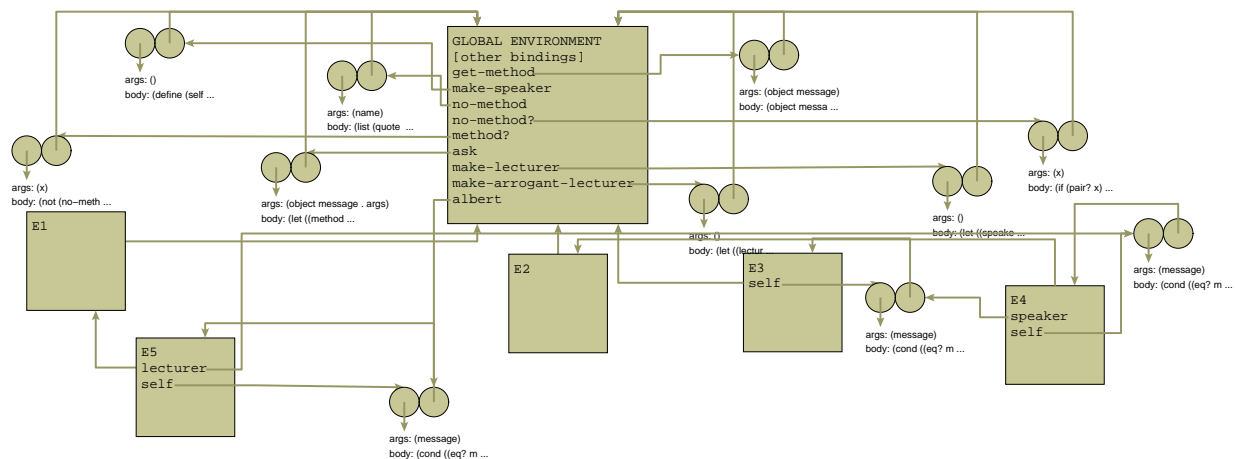 GLOBAL ENVIRONMENT
[other bindings]
get-method
make-speaker
no-method
no-method?
method?
ask
make-lecturer
make-arrogant-lecturer
albert
args: ()
body: (define (self ...
args: (name)
body: (list (quote ...
args: (object message)
body: (object messa ...
args: (x)
body: (not (no-meth ...
args: (object message . args)
body: (let ((method ...
args: (x)
body: (if (pair? x) ...
args: ()
body: (let ((speake ...
args: ()
body: (let ((lectur ...
E1
E2
E3
self
args: (message)
body: (cond ((eq? m ...
args: (message)
body: (cond ((eq? m ...
E4
speaker
self
E5
lecturer
self
args: (message)
body: (cond ((eq? m ...